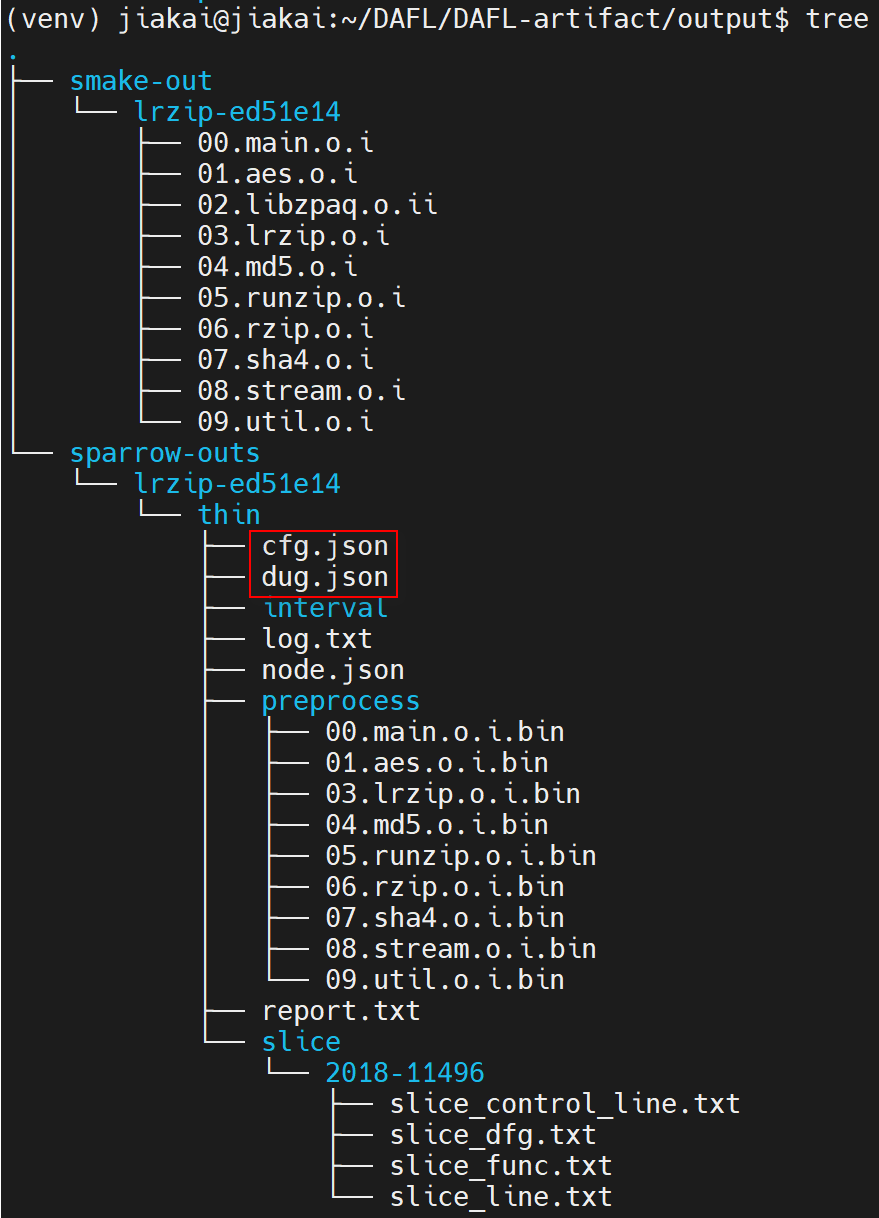 (venv) jiakai@jiakai:~/DAFL/DAFL-artifact/output$ tree
.
├── smake-out
│   └── lrzip-ed51e14
│       ├── 00.main.o.i
│       ├── 01.aes.o.i
│       ├── 02.libzpaq.o.ii
│       ├── 03.lrzip.o.i
│       ├── 04.md5.o.i
│       ├── 05.runzip.o.i
│       ├── 06.rzip.o.i
│       ├── 07.sha4.o.i
│       ├── 08.stream.o.i
│       └── 09.util.o.i
└── sparrow-outs
    └── lrzip-ed51e14
        └── thin
            ├── cfg.json
            ├── dug.json
            ├── interval
            ├── log.txt
            ├── node.json
            ├── preprocess
            │   ├── 00.main.o.i.bin
            │   ├── 01.aes.o.i.bin
            │   ├── 03.lrzip.o.i.bin
            │   ├── 04.md5.o.i.bin
            │   ├── 05.runzip.o.i.bin
            │   ├── 06.rzip.o.i.bin
            │   ├── 07.sha4.o.i.bin
            │   ├── 08.stream.o.i.bin
            │   └── 09.util.o.i.bin
            ├── report.txt
            └── slice
                └── 2018-11496
                    ├── slice_control_line.txt
                    ├── slice_dfg.txt
                    ├── slice_func.txt
                    └── slice_line.txt